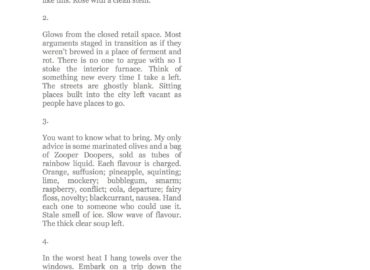 like this. Rose with a clean stem.
2.
Glows from the closed retail space. Most
arguments staged in transition as if they
weren't brewed in a place of ferment and
rot. There is no one to argue with so I
stoke the interior furnace. Think of
something new every time I take a left.
The streets are ghostly blank. Sitting
places built into the city left vacant as
people have places to go.
3.
You want to know what to bring. My only
advice is some marinated olives and a bag
of Zooper Doopers, sold as tubes of
rainbow liquid. Each flavour is charged.
Orange, suffusion; pineapple, squinting;
lime, mockery; bubblegum, smarm;
raspberry, conflict; cola, departure; fairy
floss, novelty; blackcurrant, nausea. Hand
each one to someone who could use it.
Stale smell of ice. Slow wave of flavour.
The thick clear soup left.
4.
In the worst heat I hang towels over the
windows. Embark on a trip down the